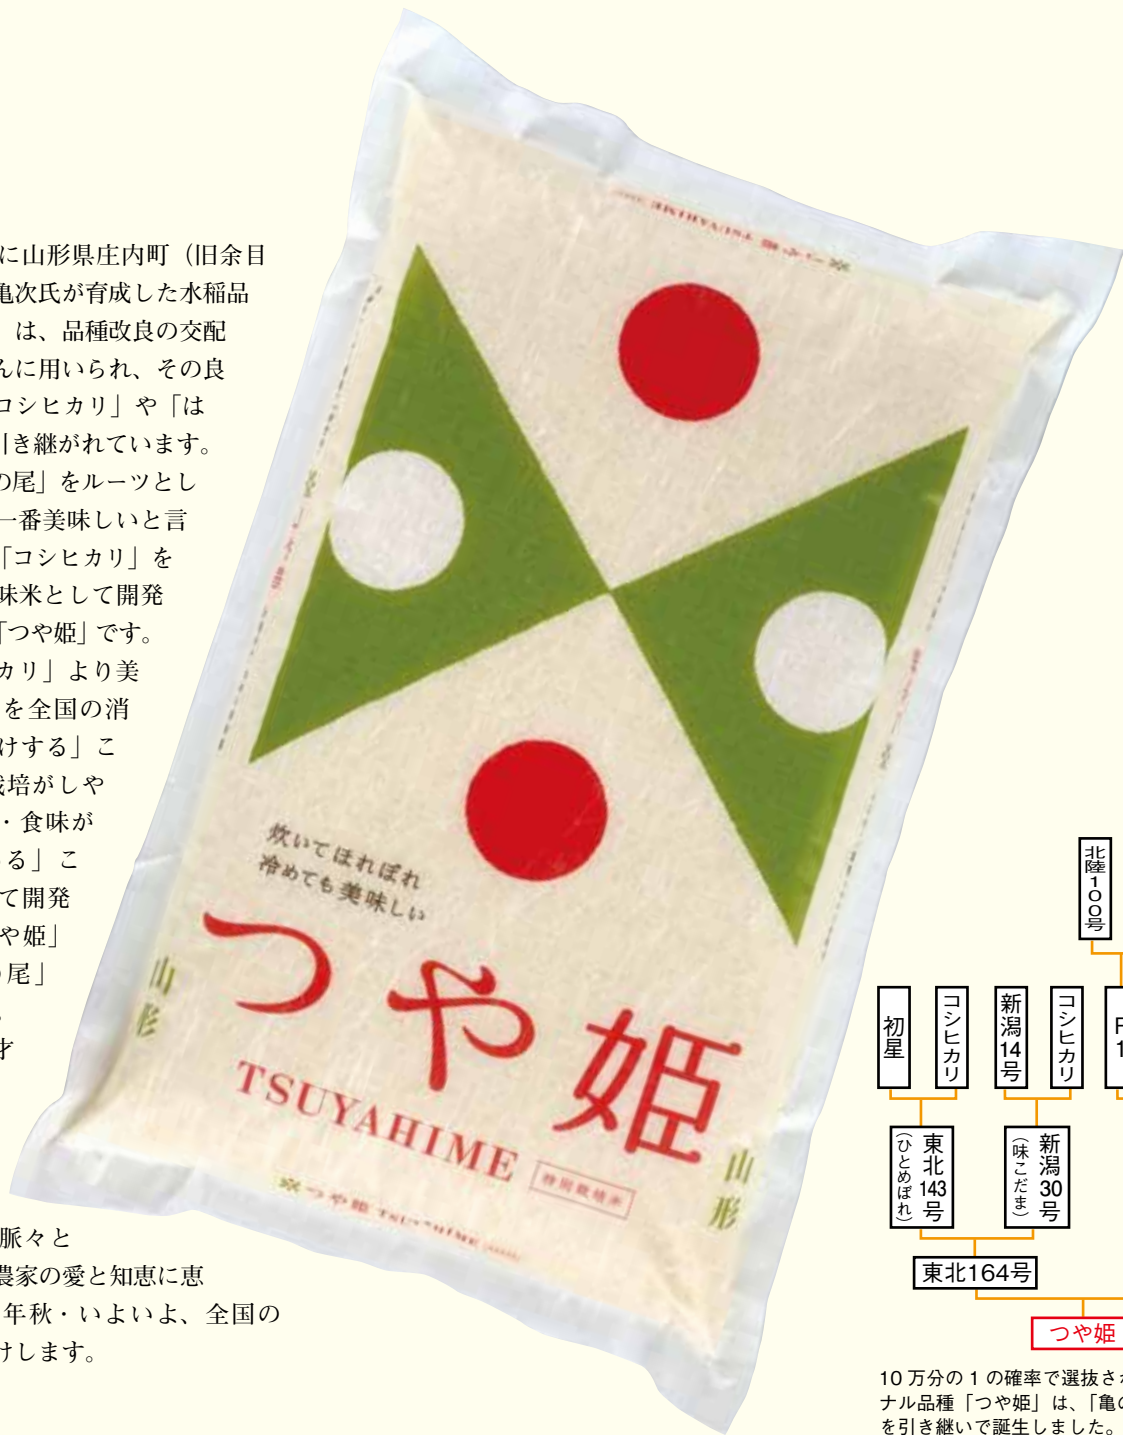 に山形県庄内町（旧余目
亀次氏が育成した水稲品
」は、品種改良の交配
んに用いられ、その良
コシヒカリ」や「は
引き継がれています。
の尾」をルーツとし
一番美味しいと言
「コシヒカリ」を
味米として開発
「つや姫」です。
カリ」より美
」を全国の消
けする」こ
栽培がしや
・食味が
る」こ
て開発
や姫」
尾」
才
脈々と
農家の愛と知恵に恵
年秋・いよいよ、全国の
けします。
炊いてほれぼれ
冷めても美味しい
つや姫
山形
TSUYAHIME
特別栽培米
山形
つや姫 TSUYAHIME
北陸100号
初星
コシヒカリ
新潟14号
コシヒカリ
東北143号
（ひとめぼれ）
新潟30号
（味こだま）
東北164号
つや姫
10万分の1の確率で選抜さ
ナル品種「つや姫」は、「亀の
を引き継いで誕生しました。